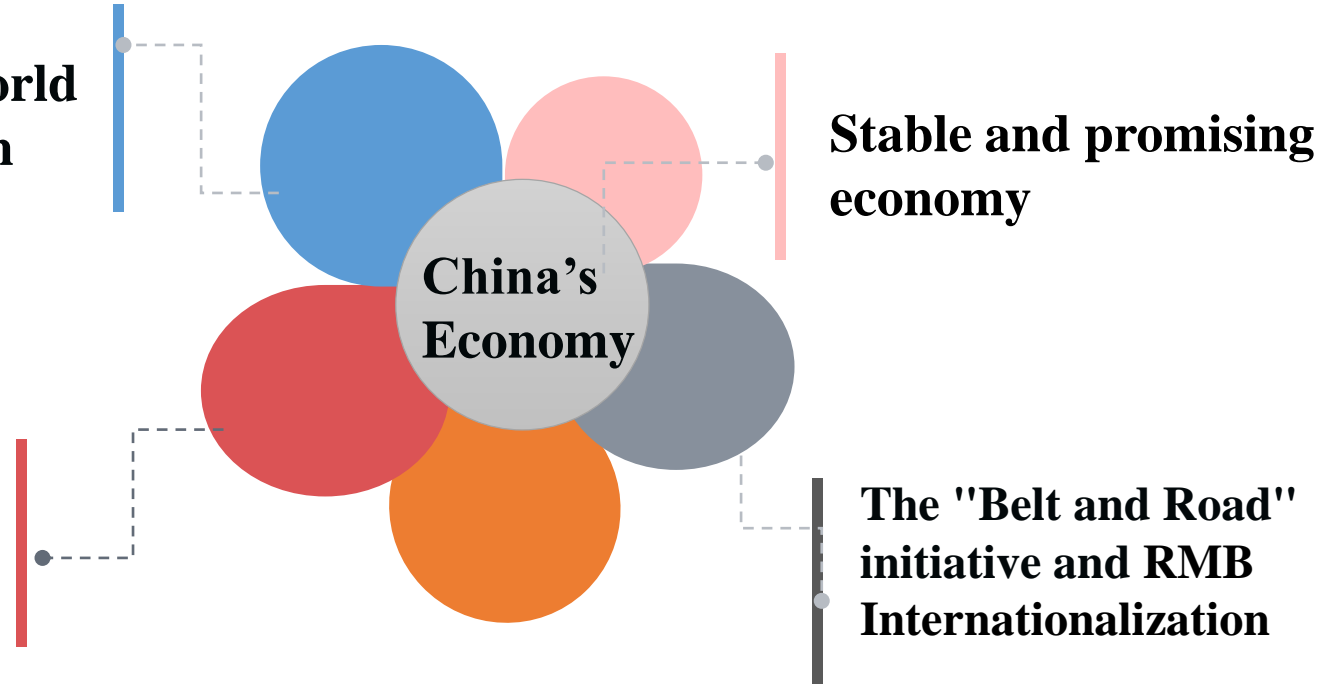 Stable and promising
economy
China’s
Economy
The "Belt and Road"
initiative and RMB
Internationalization